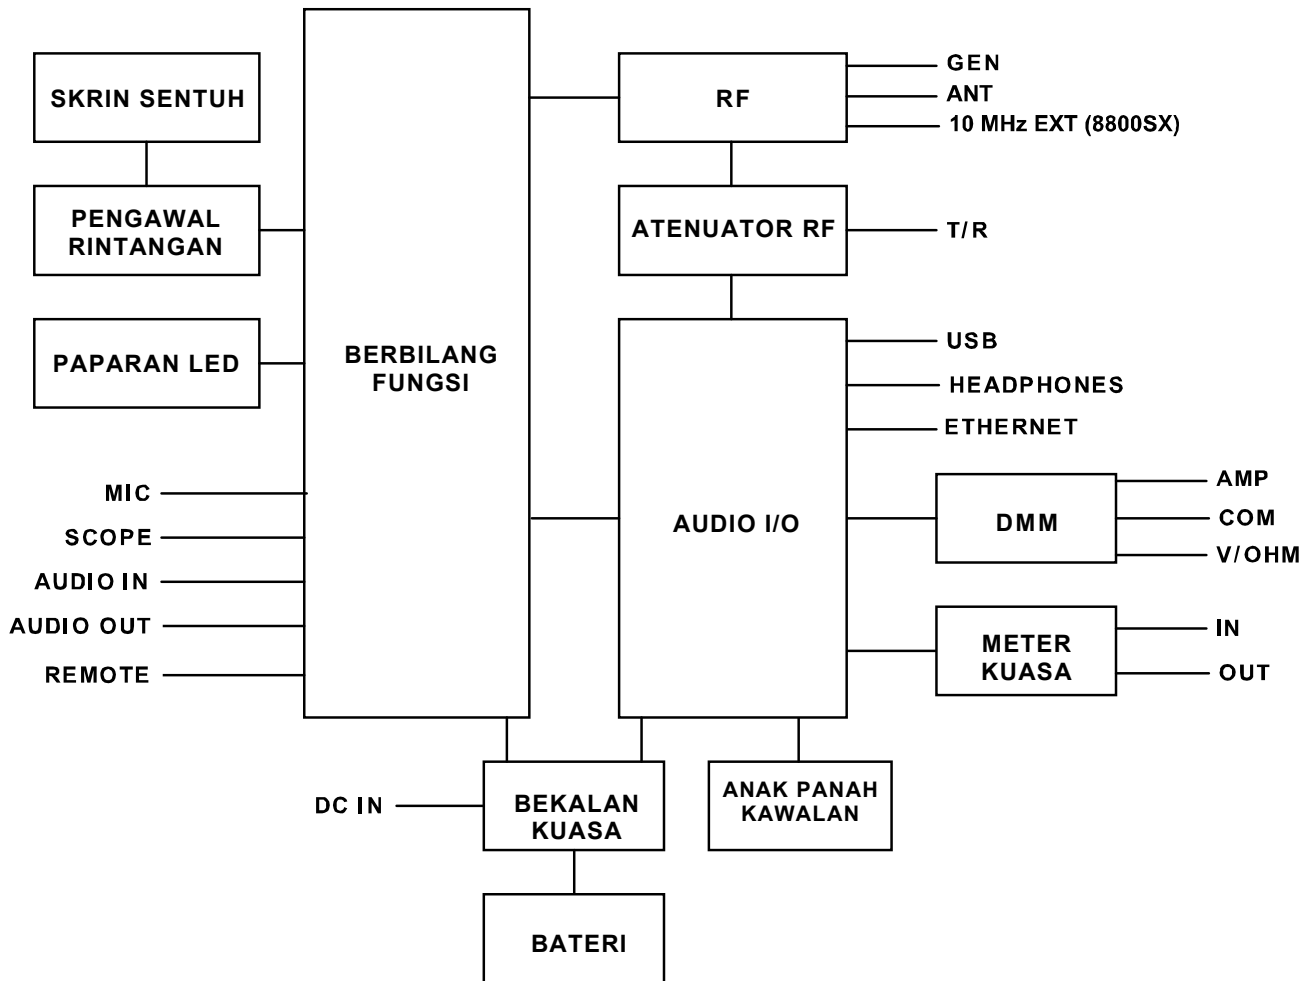 SKRIN SENTUH
PENGAWAL
RINTANGAN
PAPARAN LED
MIC
SCOPE
AUDIO IN
AUDIO OUT
REMOTE
BERBILANG
FUNGSI
RF
GEN
ANT
10 MHz EXT (8800SX)
ATENUATOR RF
T/R
AUDIO I/O
USB
HEADPHONES
ETHERNET
DMM
AMP
COM
V/OHM
METER
KUASA
IN
OUT
DC IN
BEKALAN
KUASA
ANAK PANAH
KAWALAN
BATERI